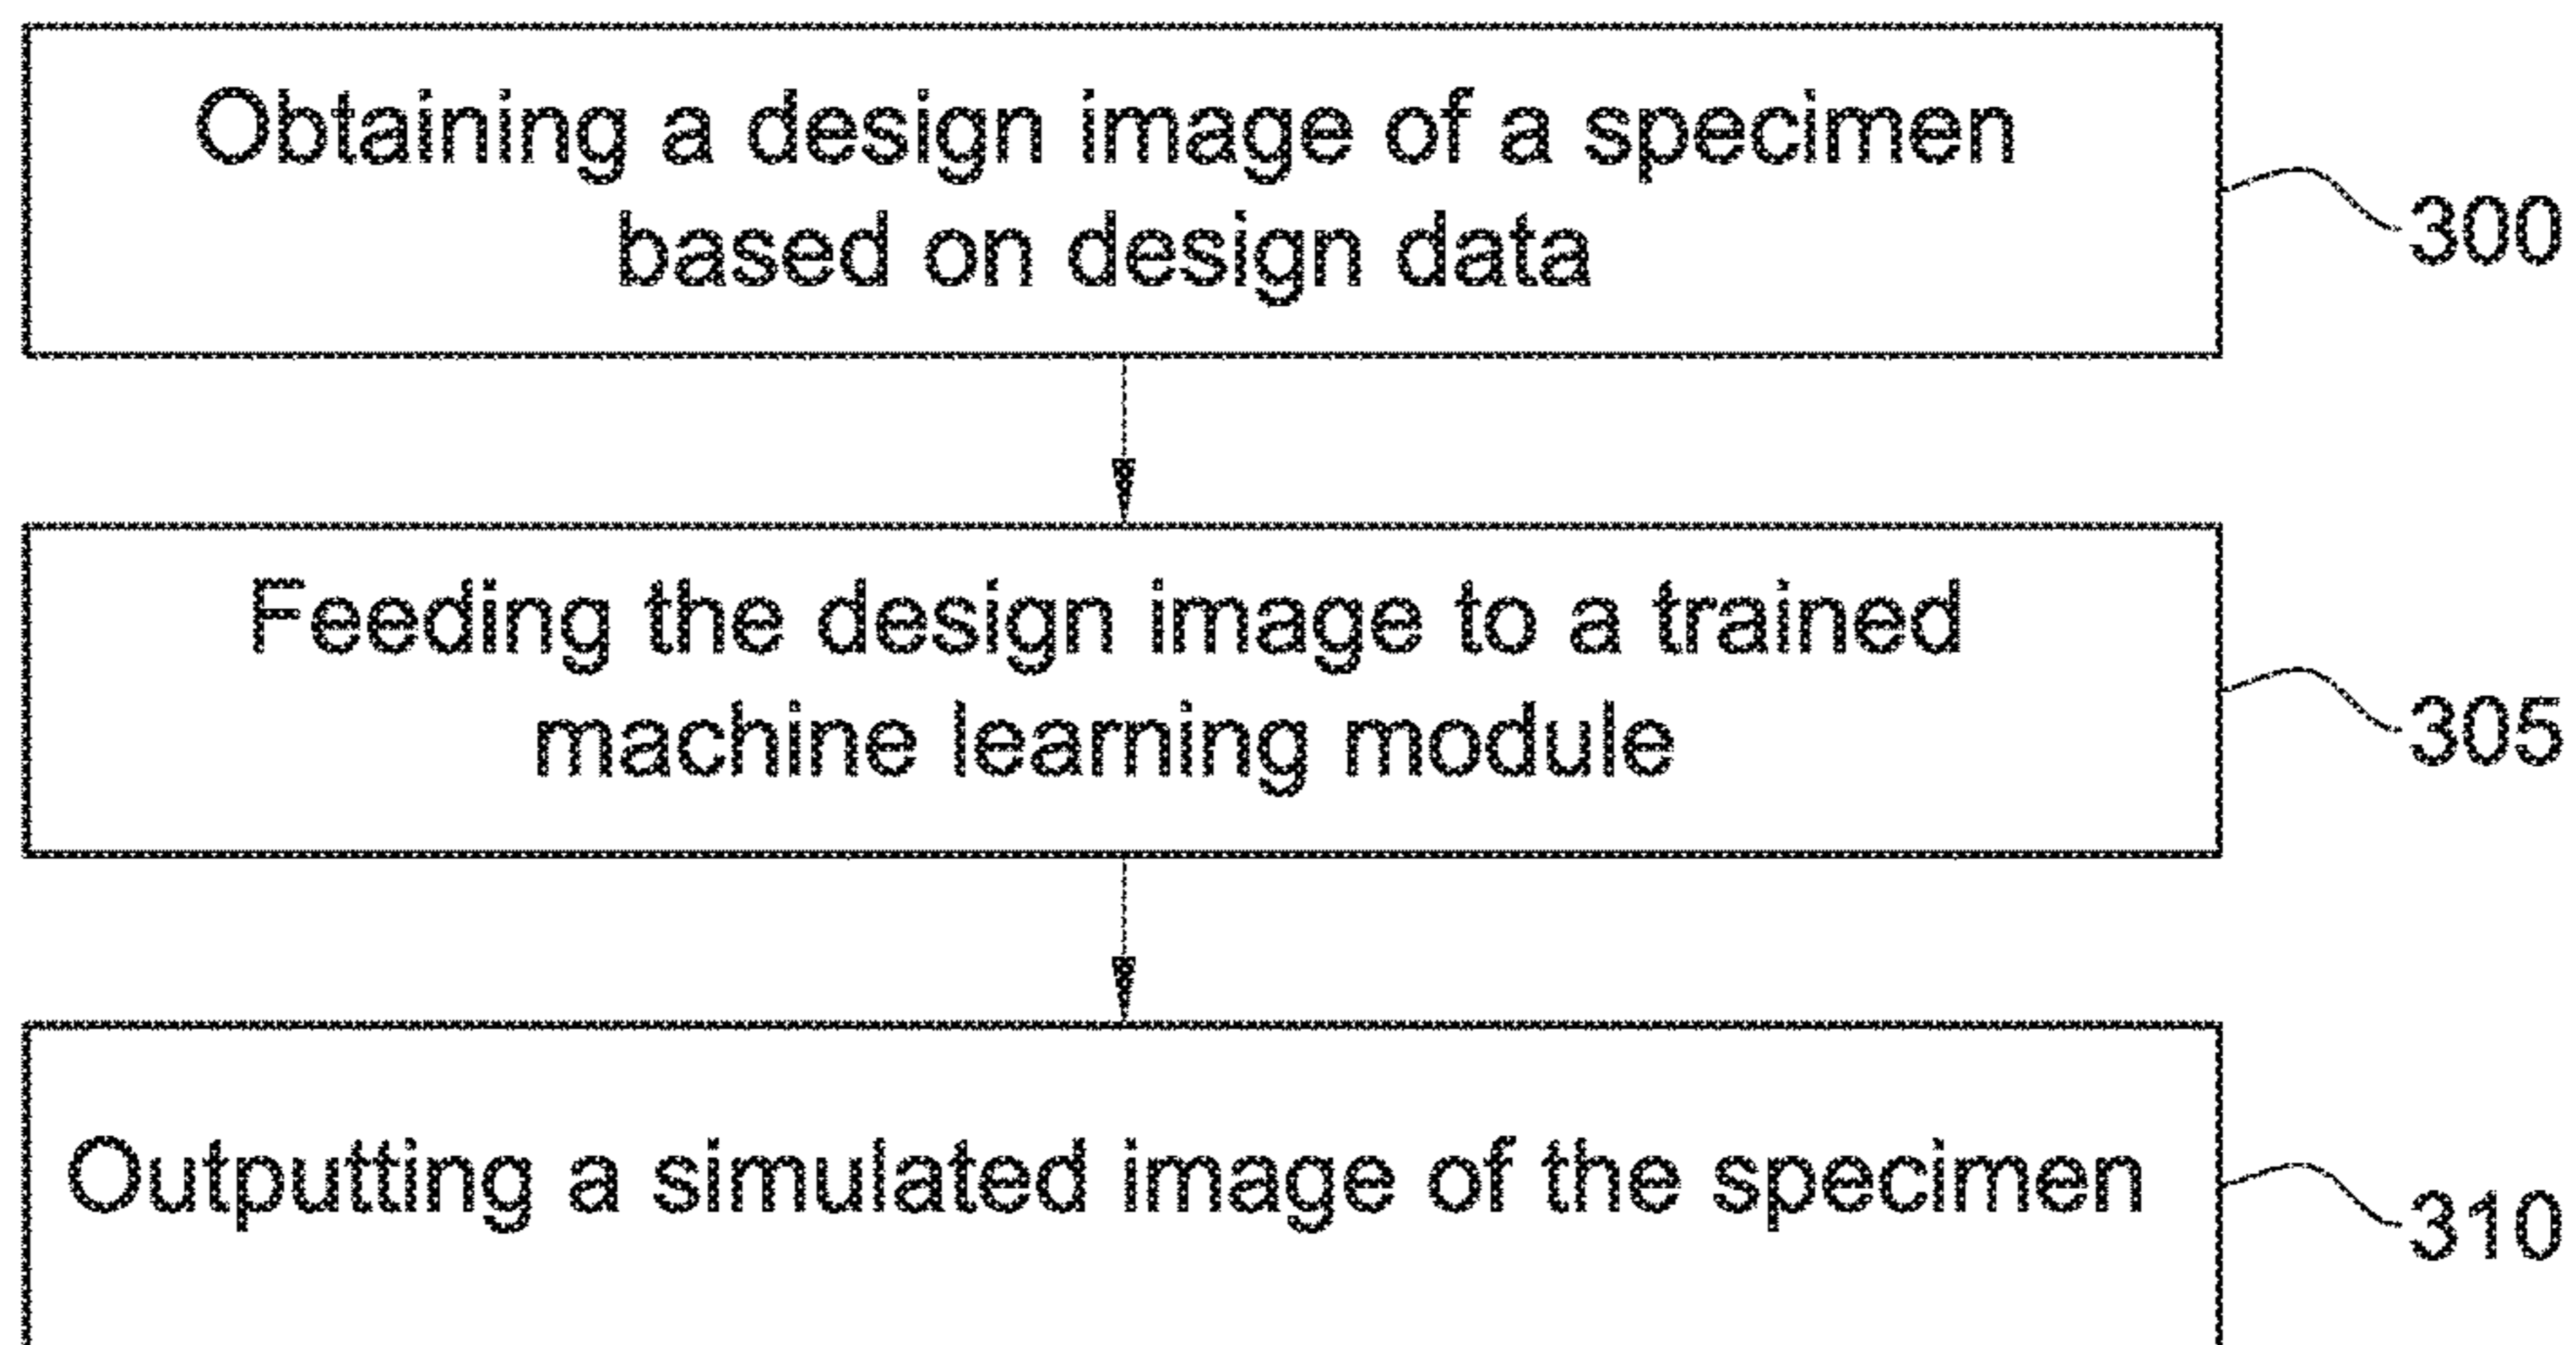 Obtaining a design image of a specimen
based on design data
300
Feeding the design image to a trained
machine learning module
305
Outputting a simulated image of the specimen
310